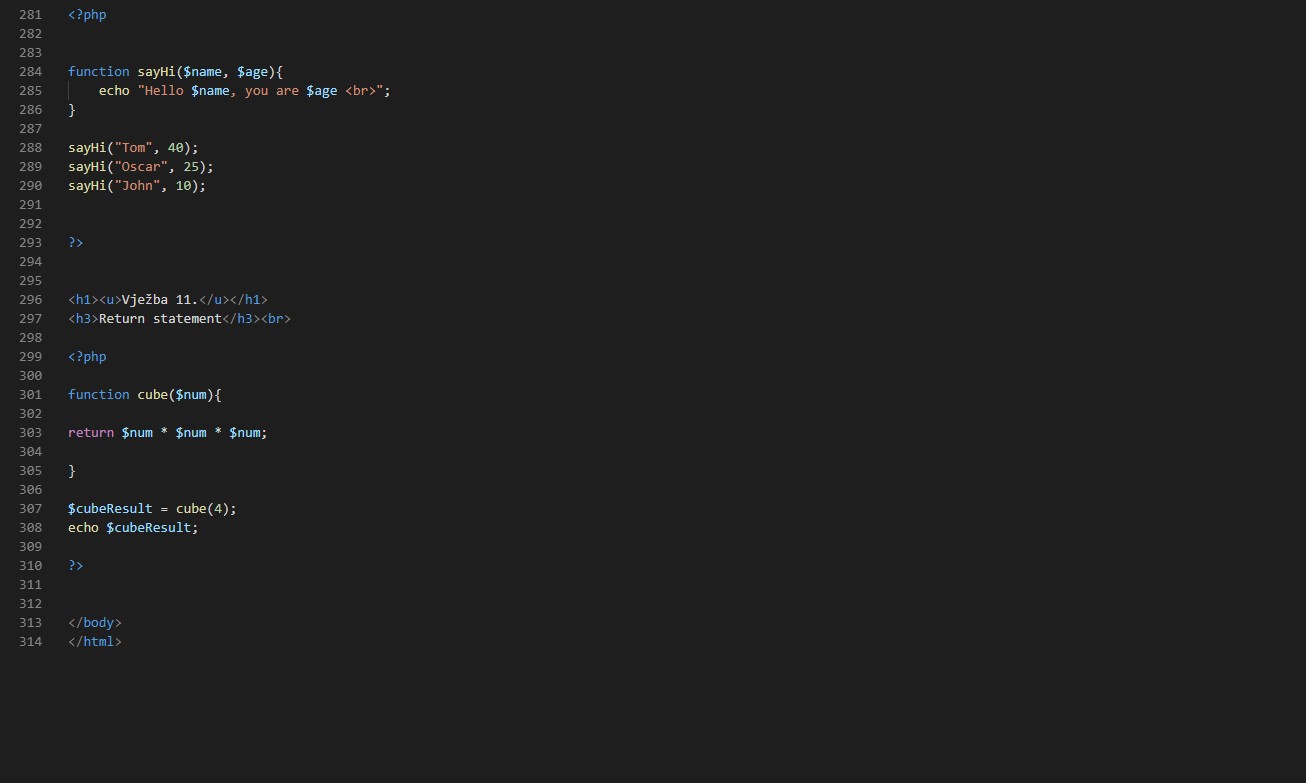 281 <?php
282
283
284 function sayHi($name, $age){
285     echo "Hello $name, you are $age <br>";
286 }
287
288 sayHi("Tom", 40);
289 sayHi("Oscar", 25);
290 sayHi("John", 10);
291
292
293 ?>
294
295
296 <h1><u>Vježba 11.</u></h1>
297 <h3>Return statement</h3><br>
298
299 <?php
300
301 function cube($num){
302
303 return $num * $num * $num;
304
305 }
306
307 $cubeResult = cube(4);
308 echo $cubeResult;
309
310 ?>
311
312
313 </body>
314 </html>